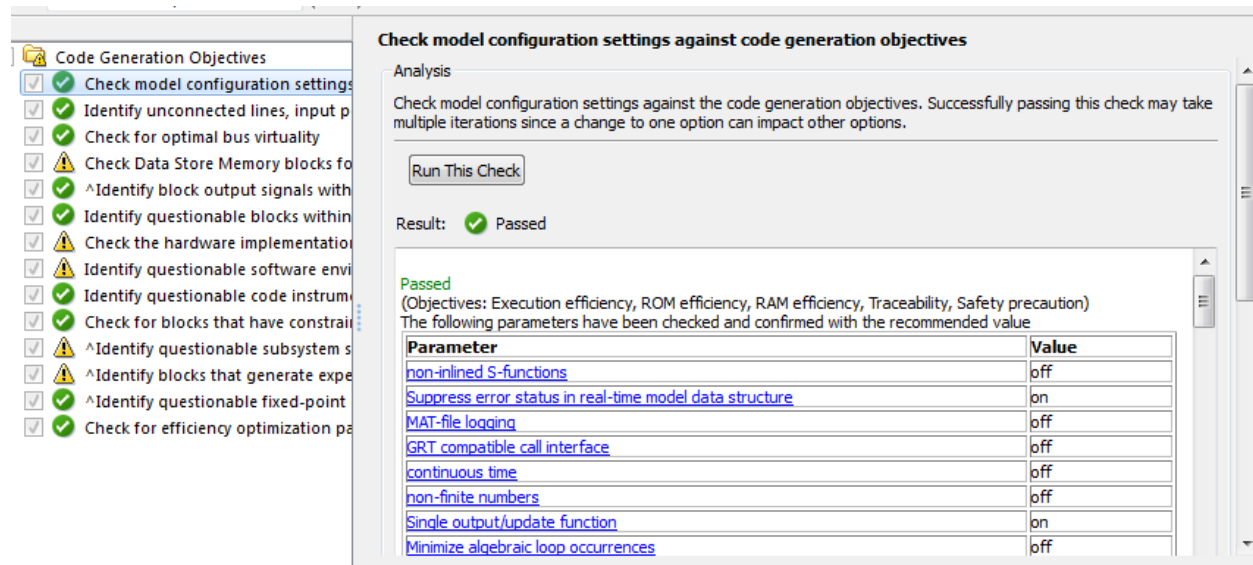 Code Generation Objectives
Check model configuration settings
Identify unconnected lines, input p
Check for optimal bus virtuality
Check Data Store Memory blocks fo
^Identify block output signals with
Identify questionable blocks within
Check the hardware implementation
Identify questionable software envi
Identify questionable code instrum
Check for blocks that have constrain
^Identify questionable subsystem s
^Identify blocks that generate expe
^Identify questionable fixed-point
Check for efficiency optimization pa
Check model configuration settings against code generation objectives
Analysis
Check model configuration settings against the code generation objectives. Successfully passing this check may take
multiple iterations since a change to one option can impact other options.
Run This Check
Result: Passed
Passed
(Objectives: Execution efficiency, ROM efficiency, RAM efficiency, Traceability, Safety precaution)
The following parameters have been checked and confirmed with the recommended value
Parameter Value
non-inlined S-functions off
Suppress error status in real-time model data structure on
MAT-file logging off
GRT compatible call interface off
continuous time off
non-finite numbers off
Single output/update function on
Minimize algebraic loop occurrences off